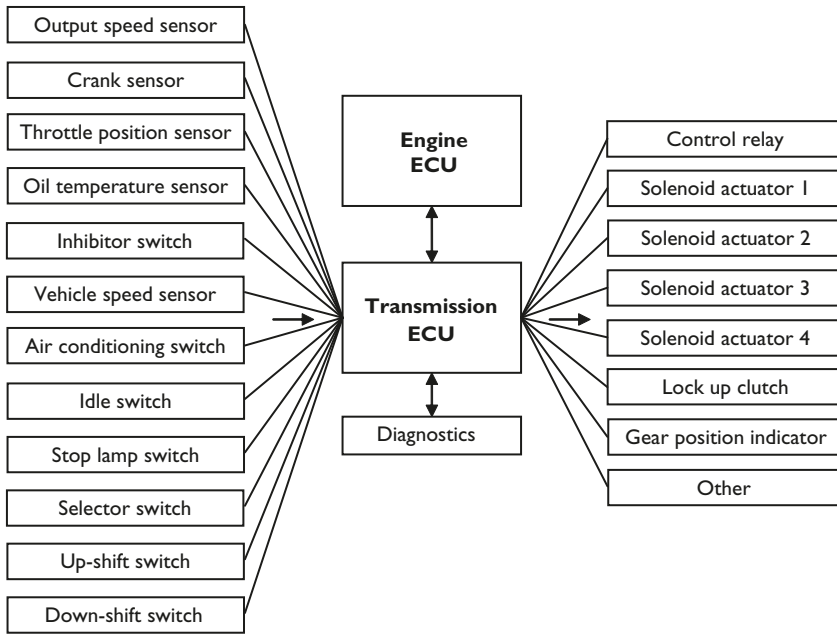 Output speed sensor
Crank sensor
Throttle position sensor
Oil temperature sensor
Inhibitor switch
Vehicle speed sensor
Air conditioning switch
Idle switch
Stop lamp switch
Selector switch
Up-shift switch
Down-shift switch
Engine
ECU
Transmission
ECU
Diagnostics
Control relay
Solenoid actuator 1
Solenoid actuator 2
Solenoid actuator 3
Solenoid actuator 4
Lock up clutch
Gear position indicator
Other